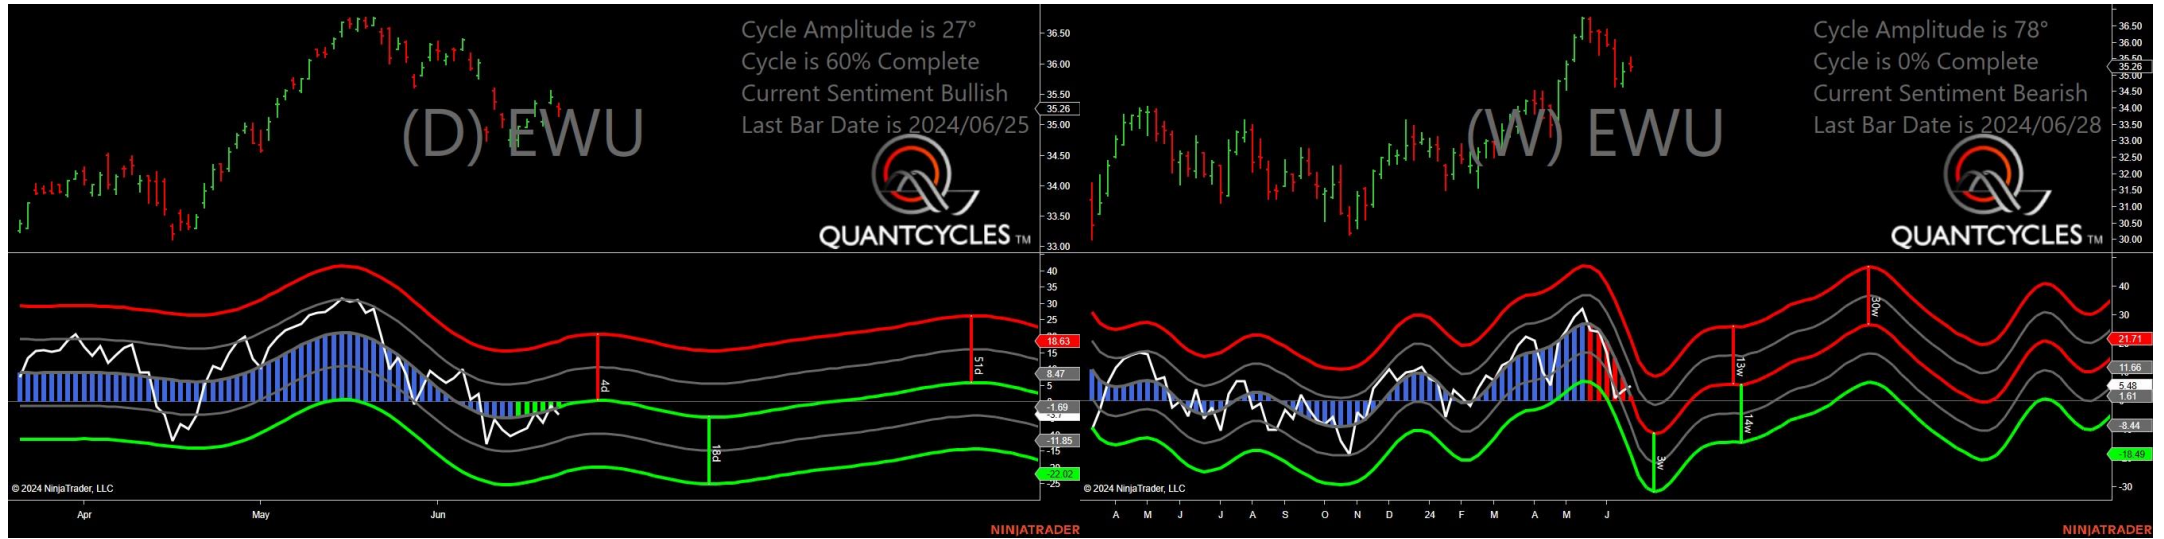 Cycle Amplitude is 27°
Cycle is 60% Complete
Current Sentiment Bullish
Last Bar Date is 2024/06/25
(D) EWU
QUANTCYCLES TM
36.50
36.00
35.50
35.26
35.00
34.50
34.00
33.50
33.00
40
35
30
25
18.63
15
8.47
5
-1.69
-11.85
-15
-22.02
-25
4d
18d
51d
© 2024 NinjaTrader, LLC
Apr May Jun
NINJATRADER
Cycle Amplitude is 78°
Cycle is 0% Complete
Current Sentiment Bearish
Last Bar Date is 2024/06/28
(W) EWU
QUANTCYCLES TM
36.50
36.00
35.50
35.26
35.00
34.50
34.00
33.50
33.00
32.50
32.00
31.50
31.00
30.50
30.00
40
30
21.71
11.66
5.48
1.61
-8.44
-18.49
-30
3w
13w
14w
30w
© 2024 NinjaTrader, LLC
A M J J A S O N D 24 F M A M J
NINJATRADER